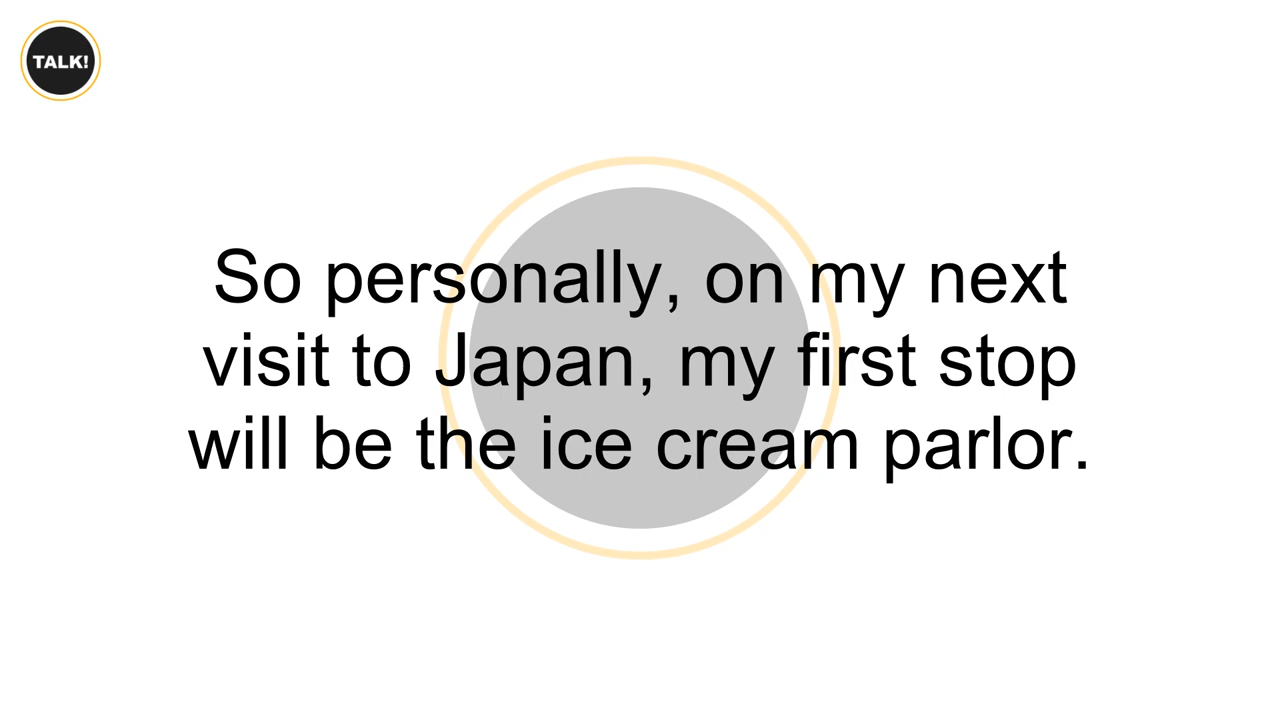 TALK!
So personally, on my next
visit to Japan, my first stop
will be the ice cream parlor.